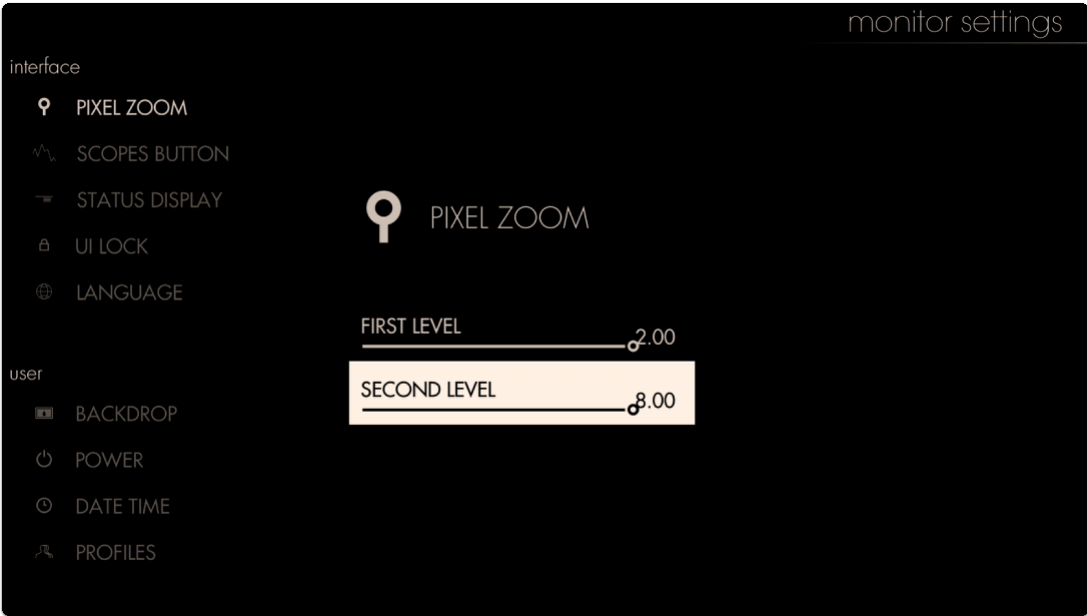 monitor settings
interface
PIXEL ZOOM
SCOPES BUTTON
STATUS DISPLAY
UI LOCK
LANGUAGE
user
BACKDROP
POWER
DATE TIME
PROFILES
PIXEL ZOOM
FIRST LEVEL 2.00
SECOND LEVEL 8.00